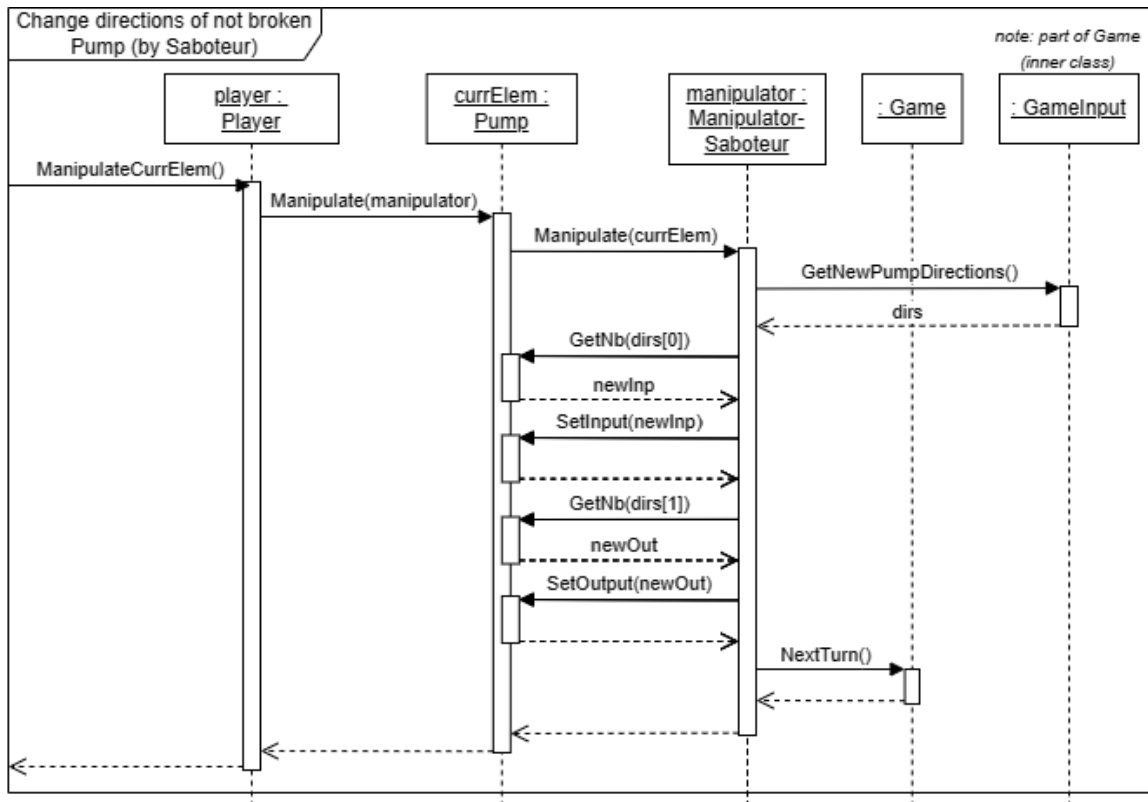 Change directions of not broken
Pump (by Saboteur)
note: part of Game
(inner class)
player :
Player
currElem :
Pump
manipulator :
Manipulator-
Saboteur
: Game
: GameInput
ManipulateCurrElem()
Manipulate(manipulator)
Manipulate(currElem)
GetNewPumpDirections()
dirs
GetNb(dirs[0])
newInp
SetInput(newInp)
GetNb(dirs[1])
newOut
SetOutput(newOut)
NextTurn()